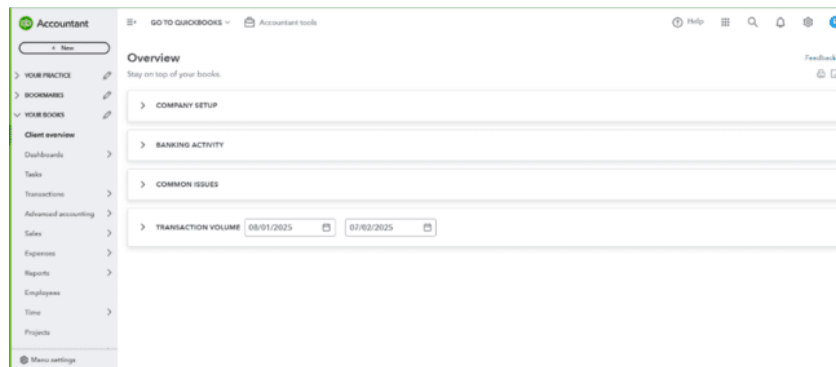 Accountant
GO TO QUICKBOOKS
Accountant tools
Help
+ New
Overview
Feedback
Stay on top of your books.
YOUR PRACTICE
BOOKMARKS
YOUR BOOKS
Client overview
Dashboards
Tasks
Transactions
Advanced accounting
Sales
Expenses
Reports
Employees
Time
Projects
Menu settings
COMPANY SETUP
BANKING ACTIVITY
COMMON ISSUES
TRANSACTION VOLUME 08/01/2025 07/02/2025